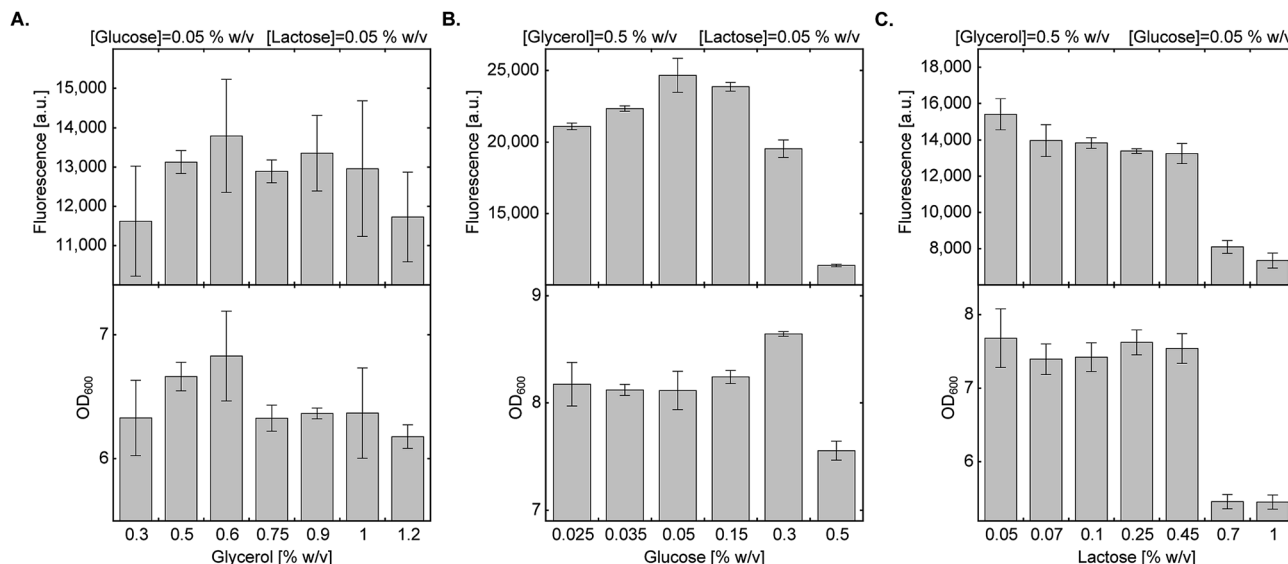 A.
[Glucose]=0.05 % w/v [Lactose]=0.05 % w/v
Fluorescence [a.u.]
15,000
14,000
13,000
12,000
11,000
OD600
7
6
0.3 0.5 0.6 0.75 0.9 1 1.2
Glycerol [% w/v]
B.
[Glycerol]=0.5 % w/v [Lactose]=0.05 % w/v
Fluorescence [a.u.]
25,000
20,000
15,000
OD600
9
8
7
0.025 0.035 0.05 0.15 0.3 0.5
Glucose [% w/v]
C.
[Glycerol]=0.5 % w/v [Glucose]=0.05 % w/v
Fluorescence [a.u.]
18,000
16,000
14,000
12,000
10,000
8,000
OD600
8
7
6
0.05 0.07 0.1 0.25 0.45 0.7 1
Lactose [% w/v]